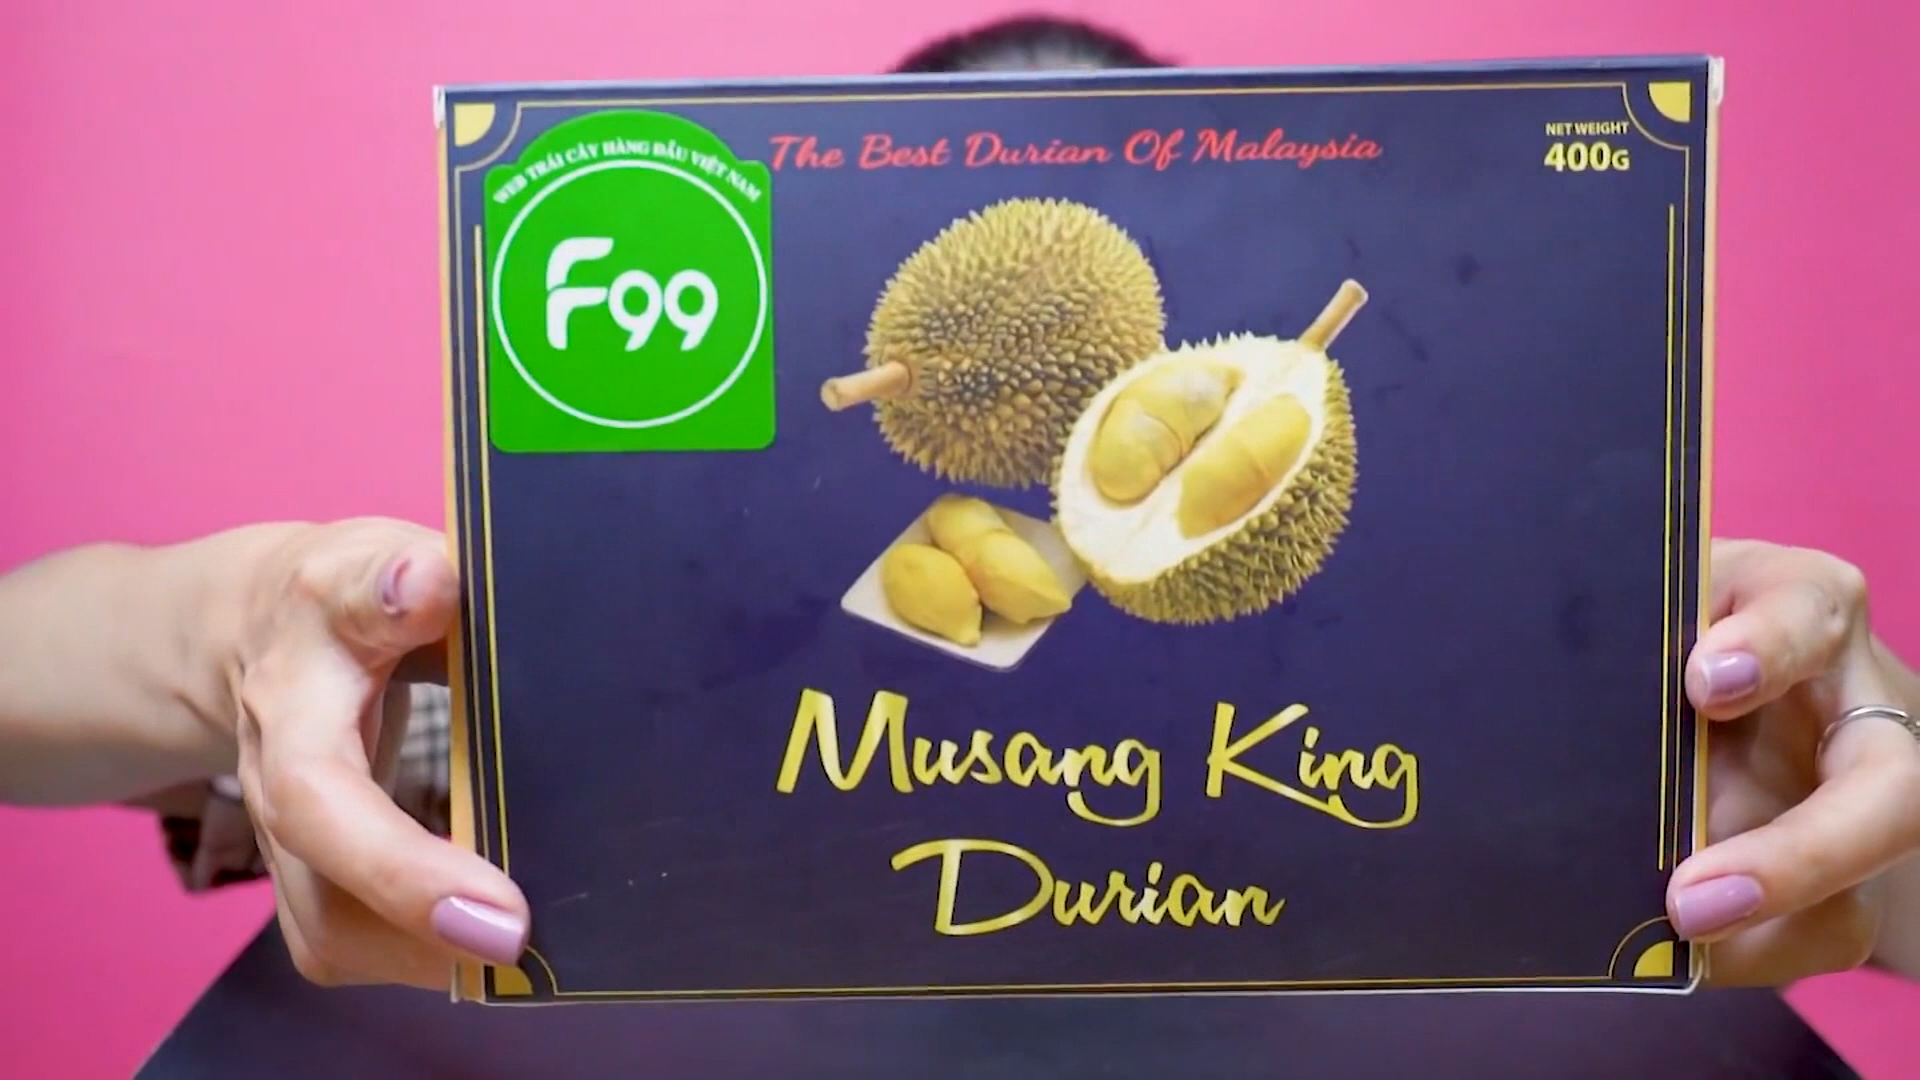 WEB TRÁI CÂY HÀNG ĐẦU VIỆT NAM
F99
The Best Durian Of Malaysia
NET WEIGHT
400G
Musang King
Durian